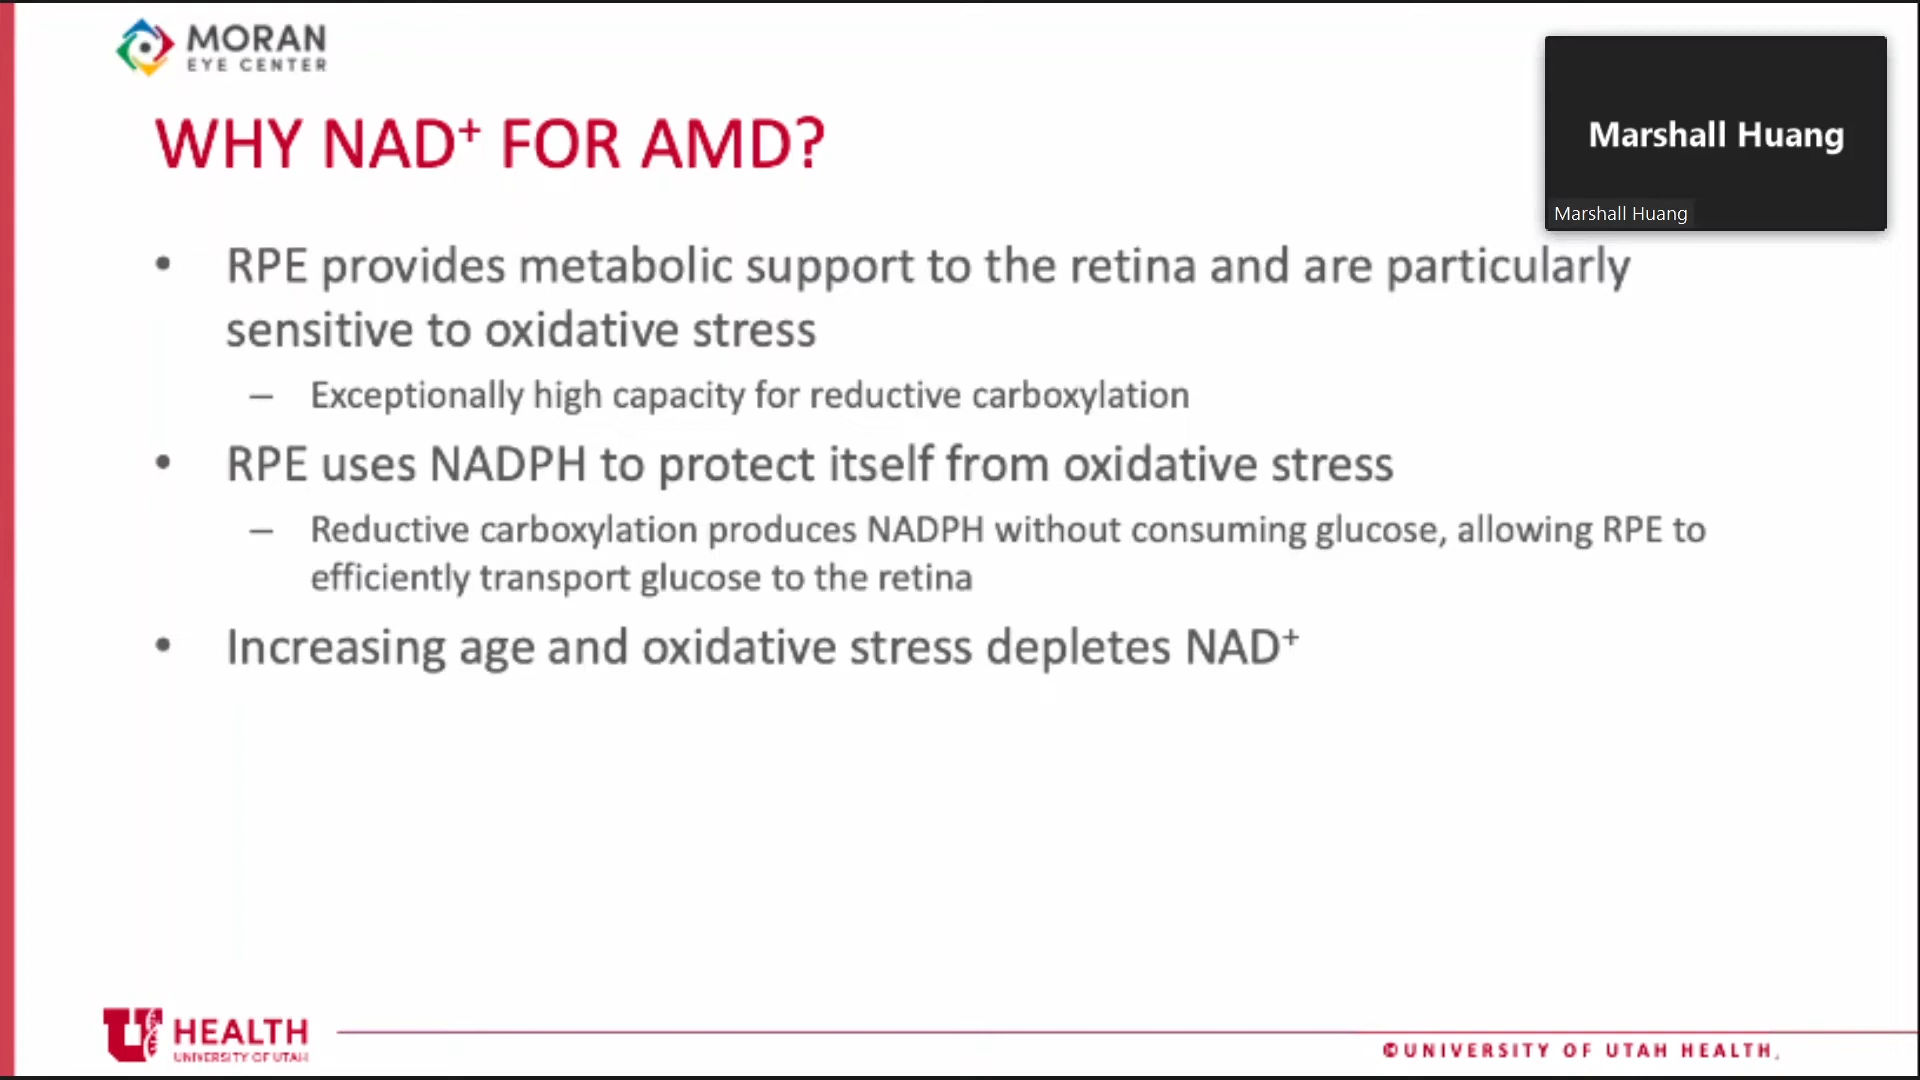 MORAN
EYE CENTER
WHY NAD⁺ FOR AMD?
Marshall Huang
Marshall Huang
• RPE provides metabolic support to the retina and are particularly
sensitive to oxidative stress
– Exceptionally high capacity for reductive carboxylation
• RPE uses NADPH to protect itself from oxidative stress
– Reductive carboxylation produces NADPH without consuming glucose, allowing RPE to
efficiently transport glucose to the retina
• Increasing age and oxidative stress depletes NAD⁺
U HEALTH
UNIVERSITY OF UTAH
©UNIVERSITY OF UTAH HEALTH,